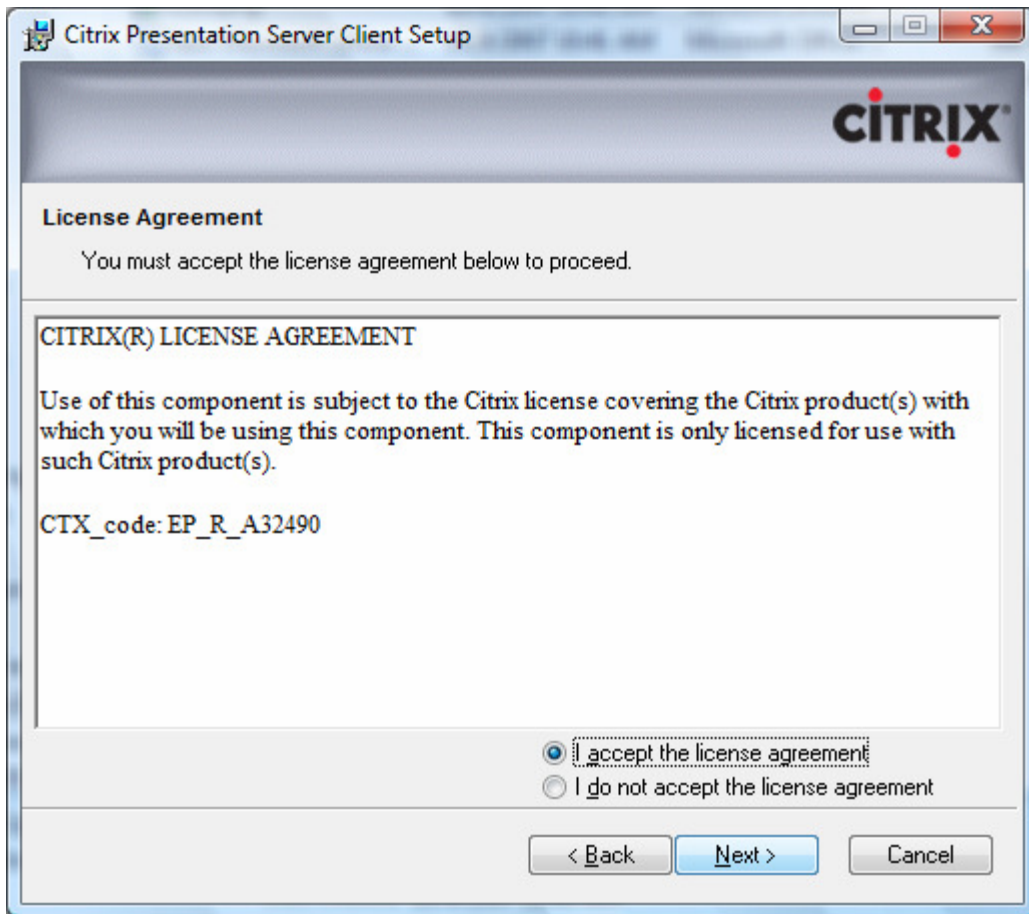 Citrix Presentation Server Client Setup
CITRIX
License Agreement
You must accept the license agreement below to proceed.
CITRIX(R) LICENSE AGREEMENT
Use of this component is subject to the Citrix license covering the Citrix product(s) with
which you will be using this component. This component is only licensed for use with
such Citrix product(s).
CTX_code: EP_R_A32490
I accept the license agreement
I do not accept the license agreement
< Back
Next >
Cancel